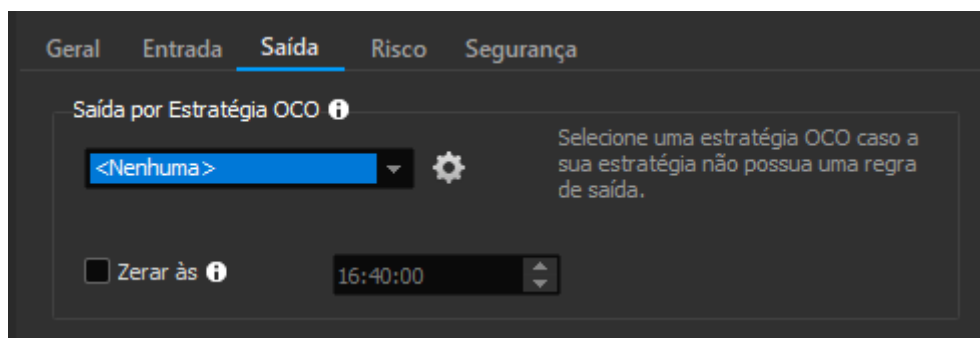 Geral Entrada Saída Risco Segurança
Saída por Estratégia OCO
<Nenhuma>
Selecione uma estratégia OCO caso a
sua estratégia não possua uma regra
de saída.
Zerar às 16:40:00